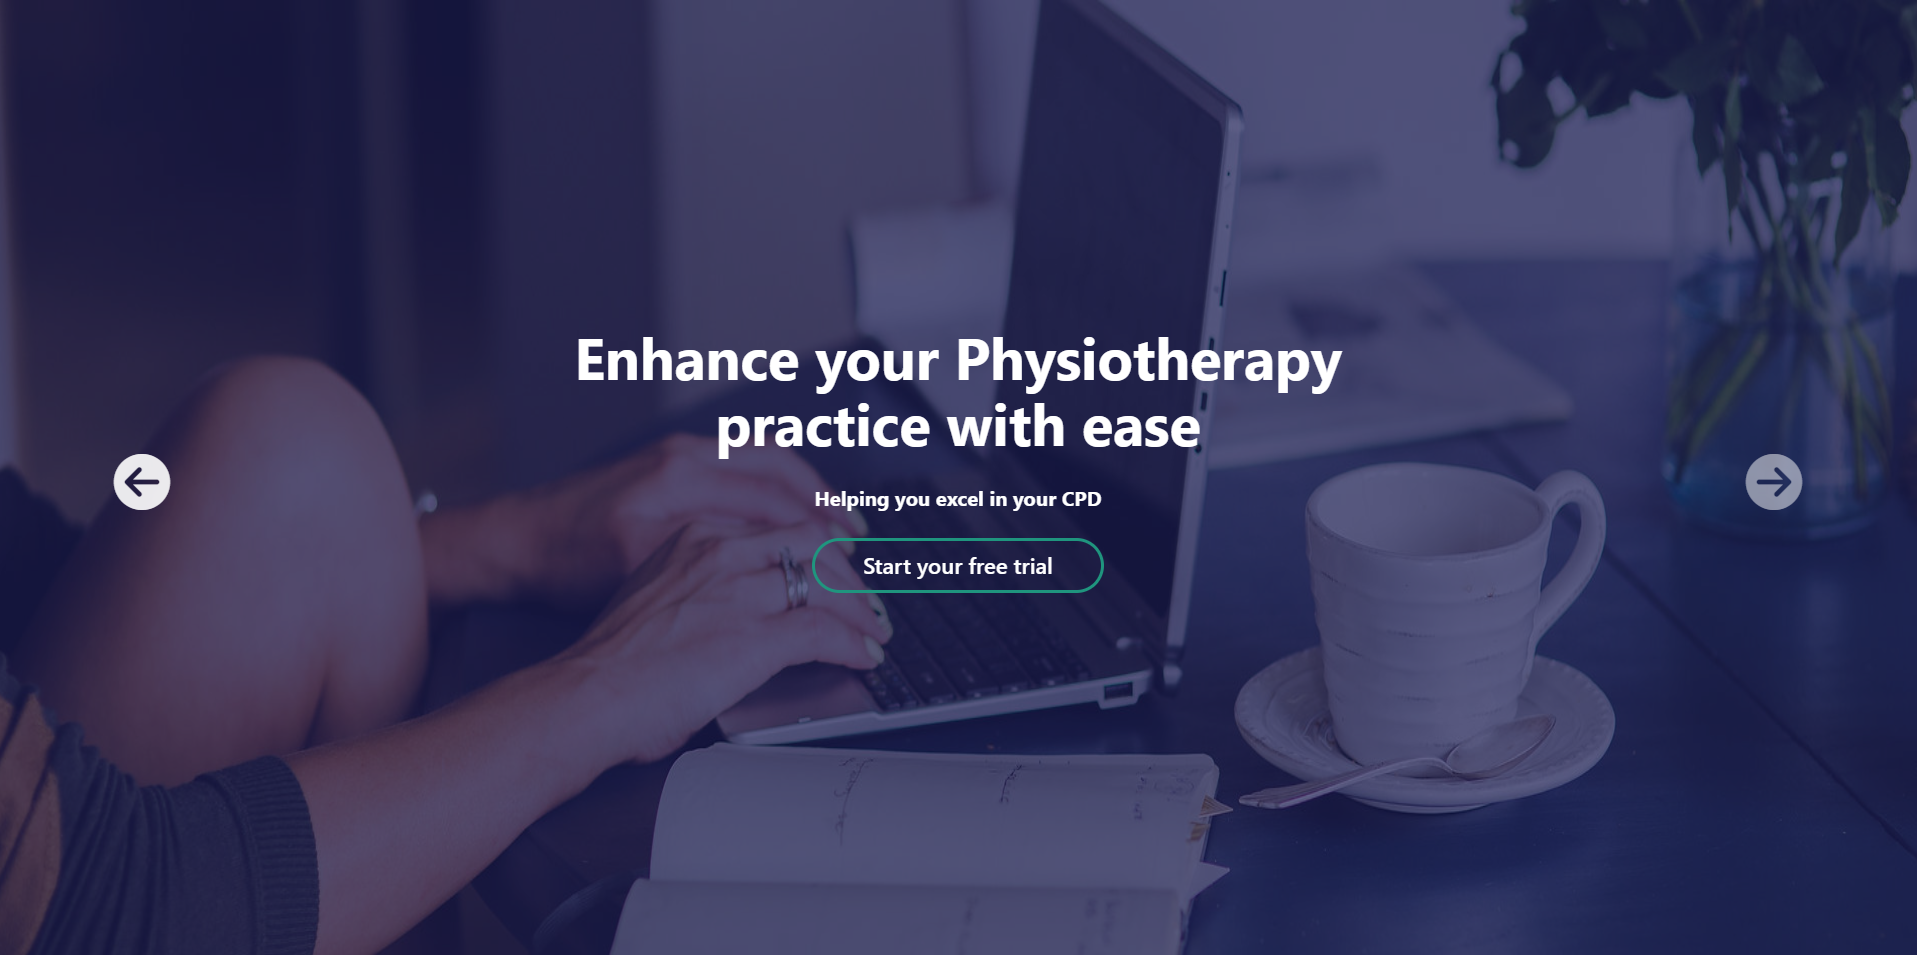 Enhance your Physiotherapy
practice with ease
Helping you excel in your CPD
Start your free trial